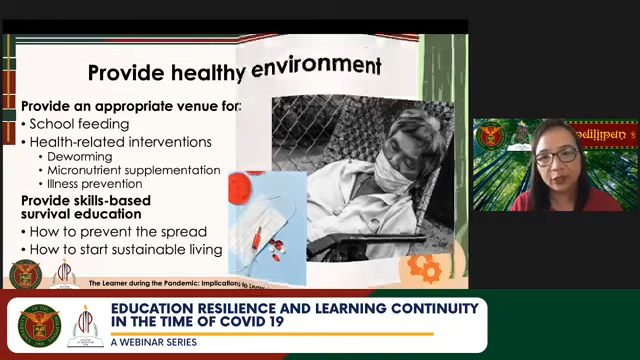 Provide healthy environment
Provide an appropriate venue for:
• School feeding
• Health-related interventions
• Deworming
• Micronutrient supplementation
• Illness prevention
Provide skills-based
survival education
• How to prevent the spread
• How to start sustainable living
The Learner during the Pandemic: Implications to
EDUCATION RESILIENCE AND LEARNING CONTINUITY
IN THE TIME OF COVID 19
A WEBINAR SERIES